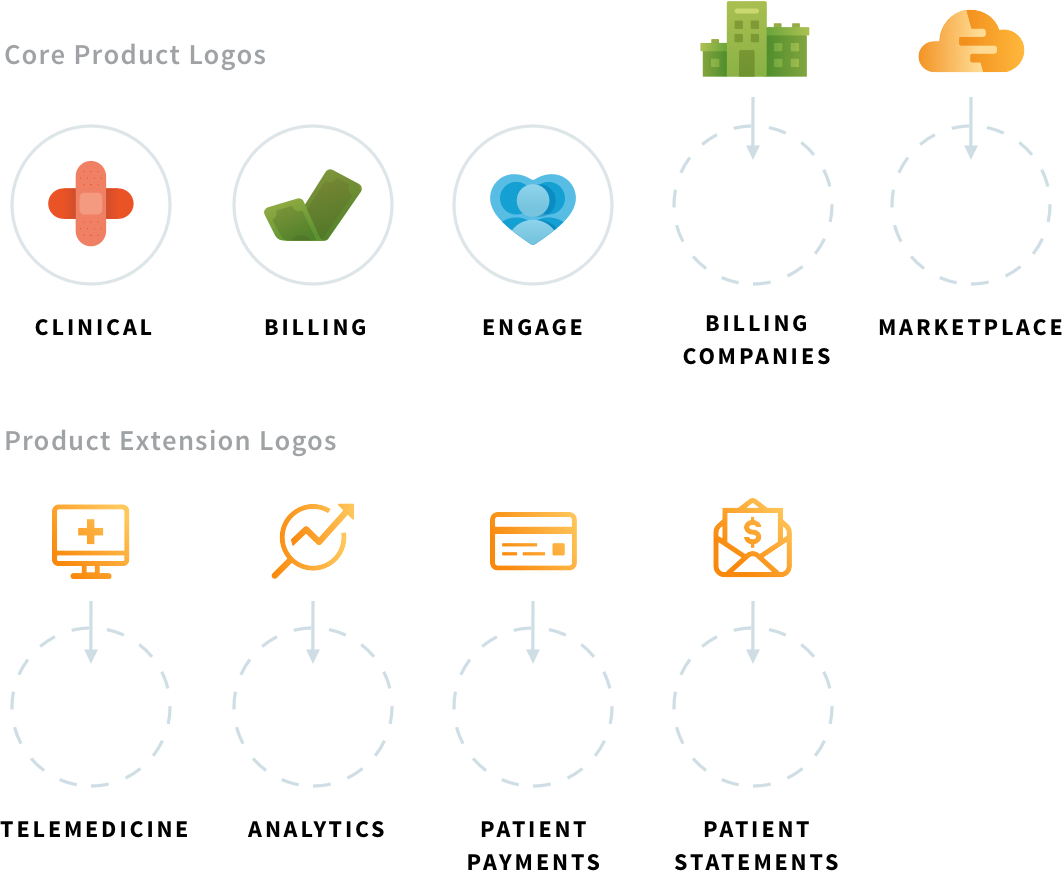 Core Product Logos
CLINICAL
BILLING
ENGAGE
BILLING
COMPANIES
MARKETPLACE
Product Extension Logos
$
TELEMEDICINE
ANALYTICS
PATIENT
PAYMENTS
PATIENT
STATEMENTS